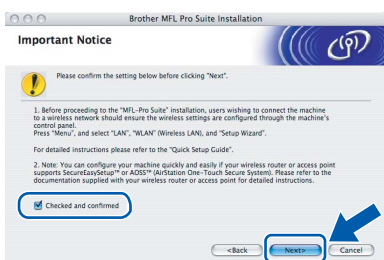 Brother MFL Pro Suite Installation
Important Notice
Please confirm the setting below before clicking "Next".
1. Before proceeding to the "MFL-Pro Suite" installation, users wishing to connect the machine
to a wireless network should ensure the wireless settings are configured through the machine's
control panel.
Press "Menu", and select "LAN", "WLAN" (Wireless LAN), and "Setup Wizard".
For detailed instructions please refer to the "Quick Setup Guide".
2. Note: You can configure your machine quickly and easily if your wireless router or access point
supports SecureEasySetup™ or AOSS™ (AirStation One-Touch Secure System). Please refer to the
documentation supplied with your wireless router or access point for detailed instructions.
Checked and confirmed
<Back Next> Cancel